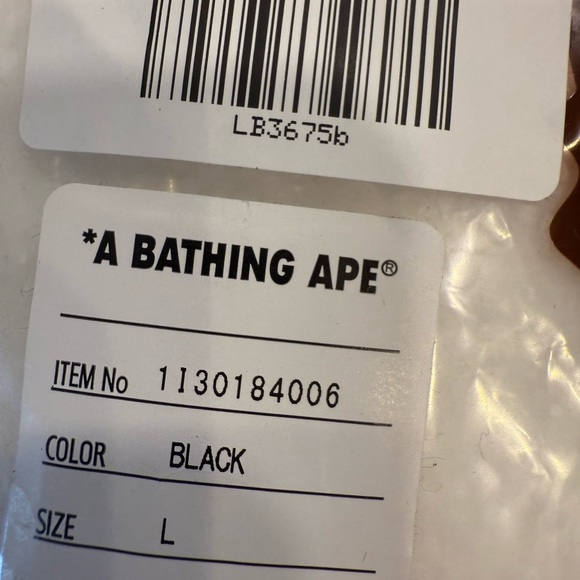 LB3675b
*A BATHING APE®
ITEM No 1I30184006
COLOR BLACK
SIZE L